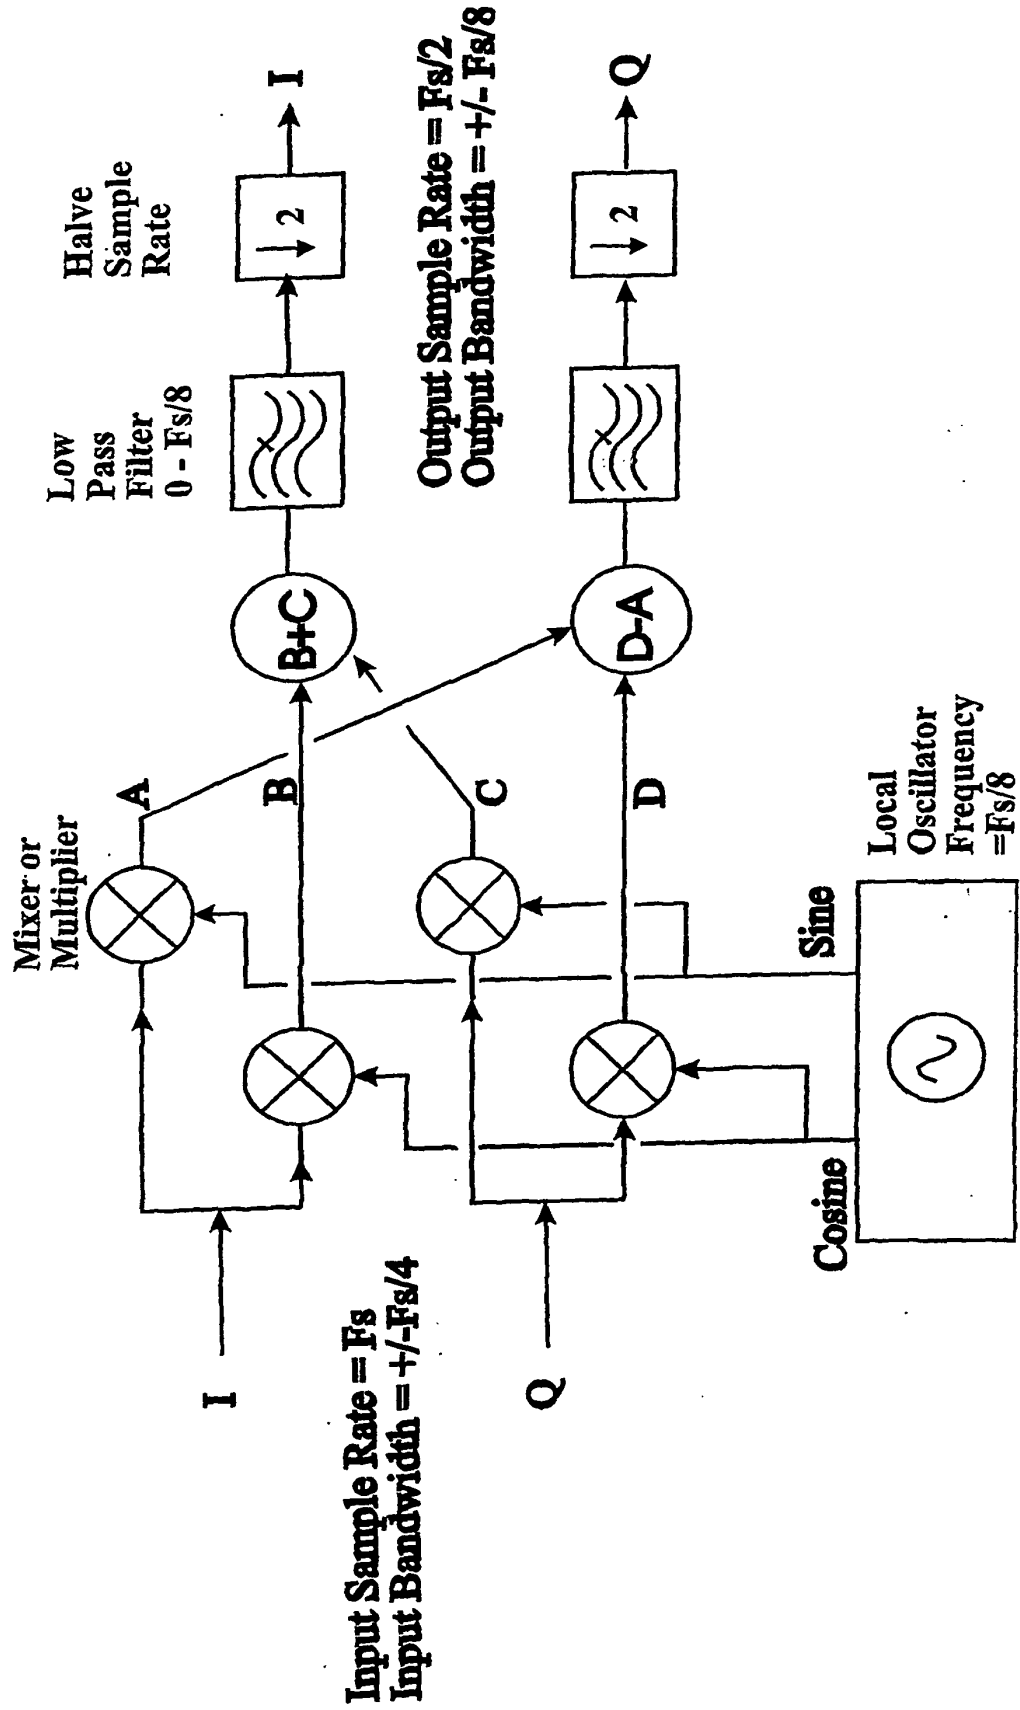 Mixer or
Multiplier
Low
Pass
Filter
0 - Fs/8
Halve
Sample
Rate
I
A
B
B+C
2
I
Input Sample Rate = Fs
Input Bandwidth = +/-Fs/4
Output Sample Rate = Fs/2
Output Bandwidth = +/- Fs/8
Q
C
D
D-A
2
Q
Cosine
Sine
Local
Oscillator
Frequency
=Fs/8